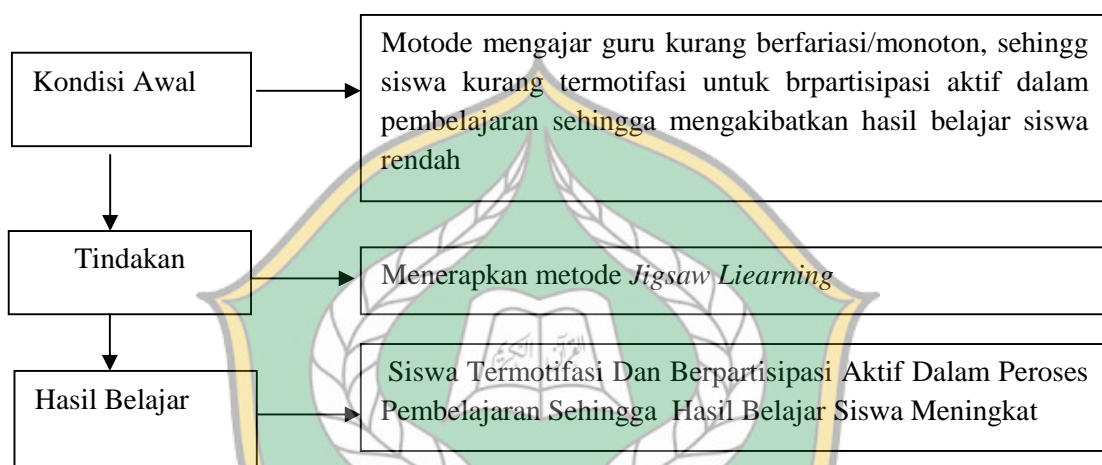 Kondisi Awal
Motode mengajar guru kurang berfariasi/monoton, sehingg
siswa kurang termotifasi untuk brpartisipasi aktif dalam
pembelajaran sehingga mengakibatkan hasil belajar siswa
rendah
Tindakan
Menerapkan metode Jigsaw Liearning
القرآن الكريم
Hasil Belajar
Siswa Termotifasi Dan Berpartisipasi Aktif Dalam Peroses
Pembelajaran Sehingga Hasil Belajar Siswa Meningkat